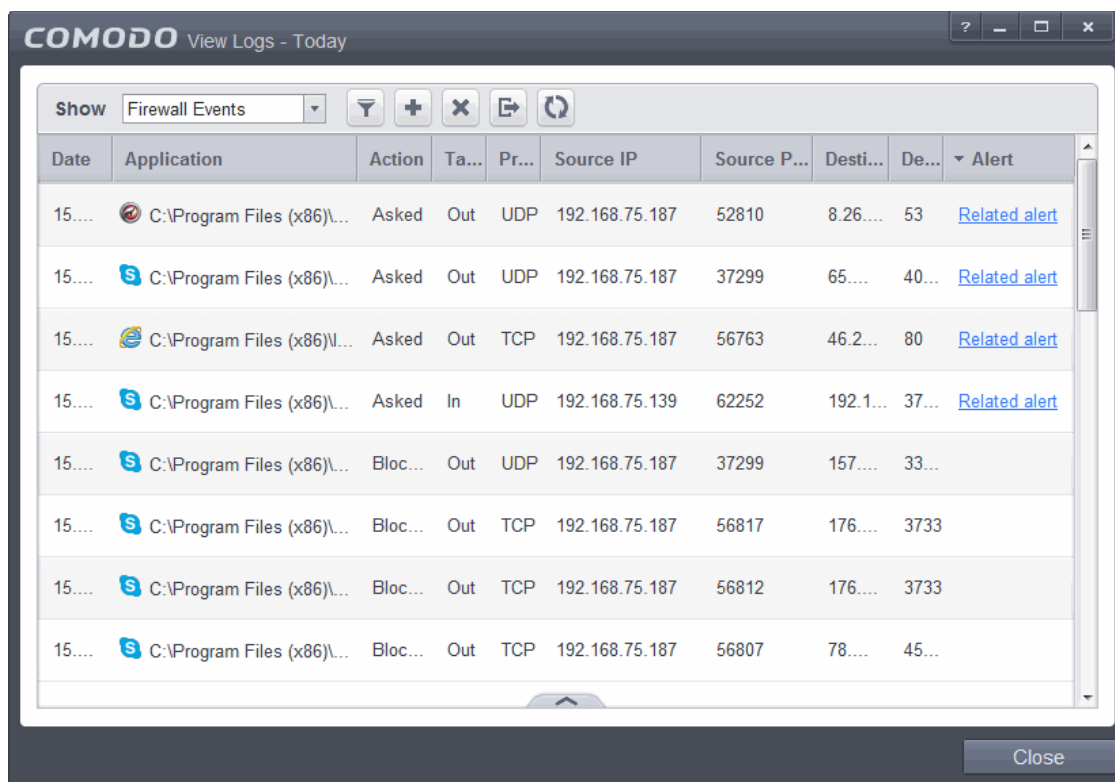 COMODO View Logs - Today
?
Show Firewall Events
Date Application Action Ta... Pr... Source IP Source P... Desti... De... Alert
15.... C:\Program Files (x86)\... Asked Out UDP 192.168.75.187 52810 8.26.... 53 Related alert
15.... C:\Program Files (x86)\... Asked Out UDP 192.168.75.187 37299 65.... 40... Related alert
15.... C:\Program Files (x86)\I... Asked Out TCP 192.168.75.187 56763 46.2... 80 Related alert
15.... C:\Program Files (x86)\... Asked In UDP 192.168.75.139 62252 192.1... 37... Related alert
15.... C:\Program Files (x86)\... Bloc... Out UDP 192.168.75.187 37299 157.... 33...
15.... C:\Program Files (x86)\... Bloc... Out TCP 192.168.75.187 56817 176.... 3733
15.... C:\Program Files (x86)\... Bloc... Out TCP 192.168.75.187 56812 176.... 3733
15.... C:\Program Files (x86)\... Bloc... Out TCP 192.168.75.187 56807 78.... 45...
Close